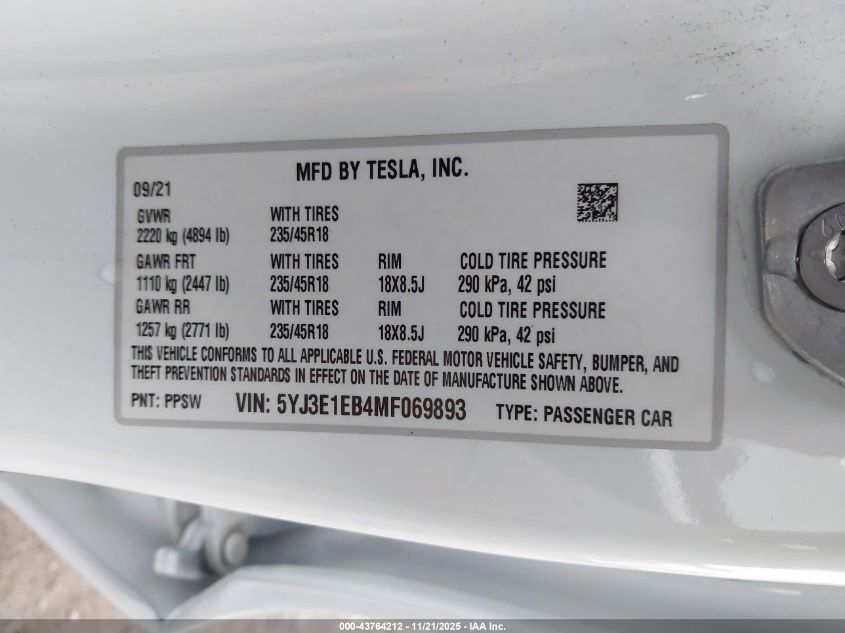 MFD BY TESLA, INC.
09/21
GVWR WITH TIRES
2220 kg (4894 lb) 235/45R18
GAWR FRT WITH TIRES RIM COLD TIRE PRESSURE
1110 kg (2447 lb) 235/45R18 18X8.5J 290 kPa, 42 psi
GAWR RR WITH TIRES RIM COLD TIRE PRESSURE
1257 kg (2771 lb) 235/45R18 18X8.5J 290 kPa, 42 psi
THIS VEHICLE CONFORMS TO ALL APPLICABLE U.S. FEDERAL MOTOR VEHICLE SAFETY, BUMPER, AND
THEFT PREVENTION STANDARDS IN EFFECT ON THE DATE OF MANUFACTURE SHOWN ABOVE.
PNT: PPSW VIN: 5YJ3E1EB4MF069893 TYPE: PASSENGER CAR
000-43764212 - 11/21/2025 - IAA Inc.